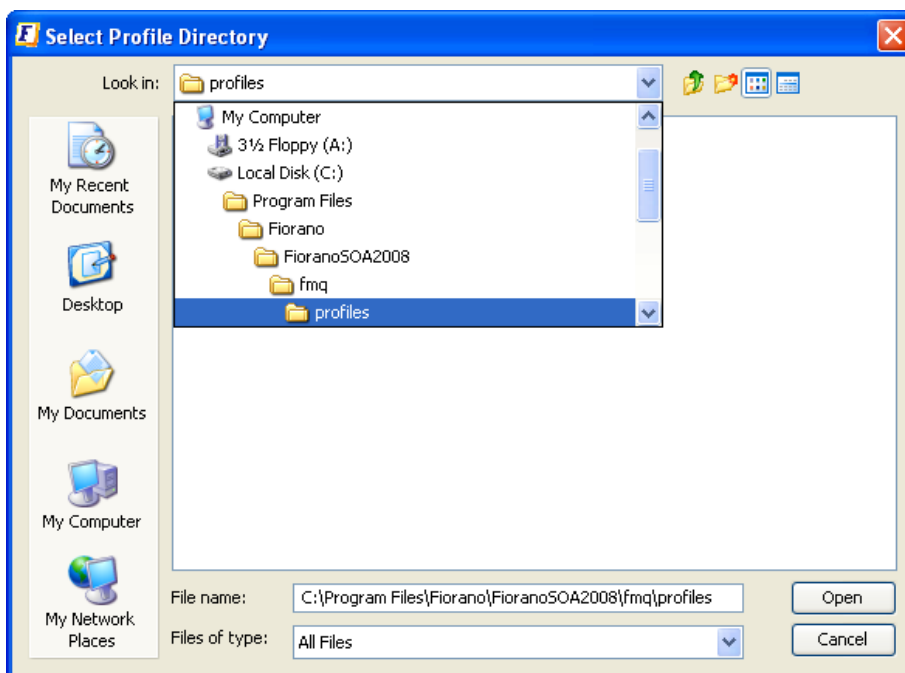 Select Profile Directory
Look in:
profiles
My Computer
3½ Floppy (A:)
Local Disk (C:)
Program Files
Fiorano
FioranoSOA2008
fmq
profiles
My Recent
Documents
Desktop
My Documents
My Computer
My Network
Places
File name:
C:\Program Files\Fiorano\FioranoSOA2008\fmq\profiles
Open
Files of type:
All Files
Cancel